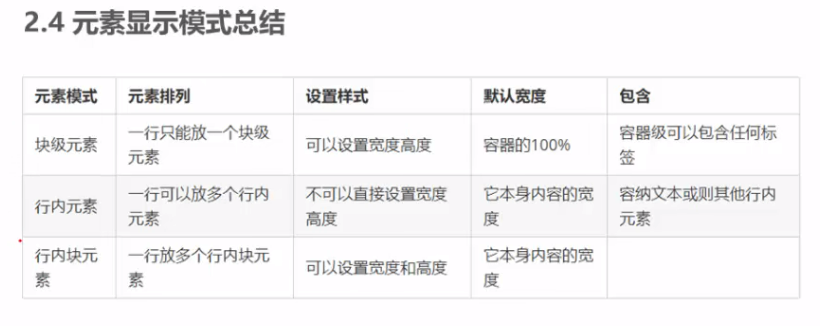 2.4 元素显示模式总结
元素模式 元素排列 设置样式 默认宽度 包含
块级元素 一行只能放一个块级元素 可以设置宽度高度 容器的100% 容器级可以包含任何标签
行内元素 一行可以放多个行内元素 不可以直接设置宽度高度 它本身内容的宽度 容纳文本或则其他行内元素
行内块元素 一行放多个行内块元素 可以设置宽度和高度 它本身内容的宽度